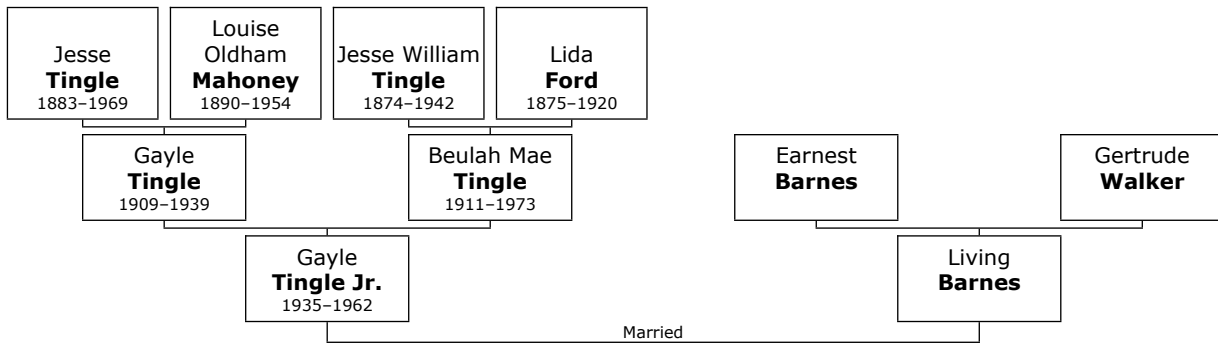 Jesse
Tingle
1883–1969
Louise
Oldham
Mahoney
1890–1954
Jesse William
Tingle
1874–1942
Lida
Ford
1875–1920
Gayle
Tingle
1909–1939
Beulah Mae
Tingle
1911–1973
Earnest
Barnes
Gertrude
Walker
Gayle
Tingle Jr.
1935–1962
Living
Barnes
Married